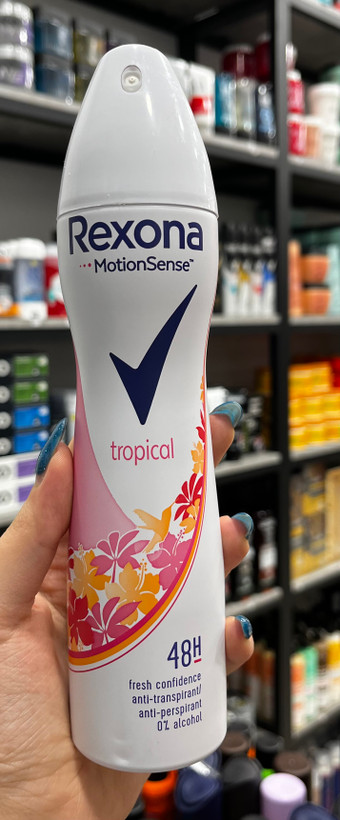 Rexona
MotionSense™
tropical
48H
fresh confidence
anti-transpirant/
anti-perspirant
0% alcohol